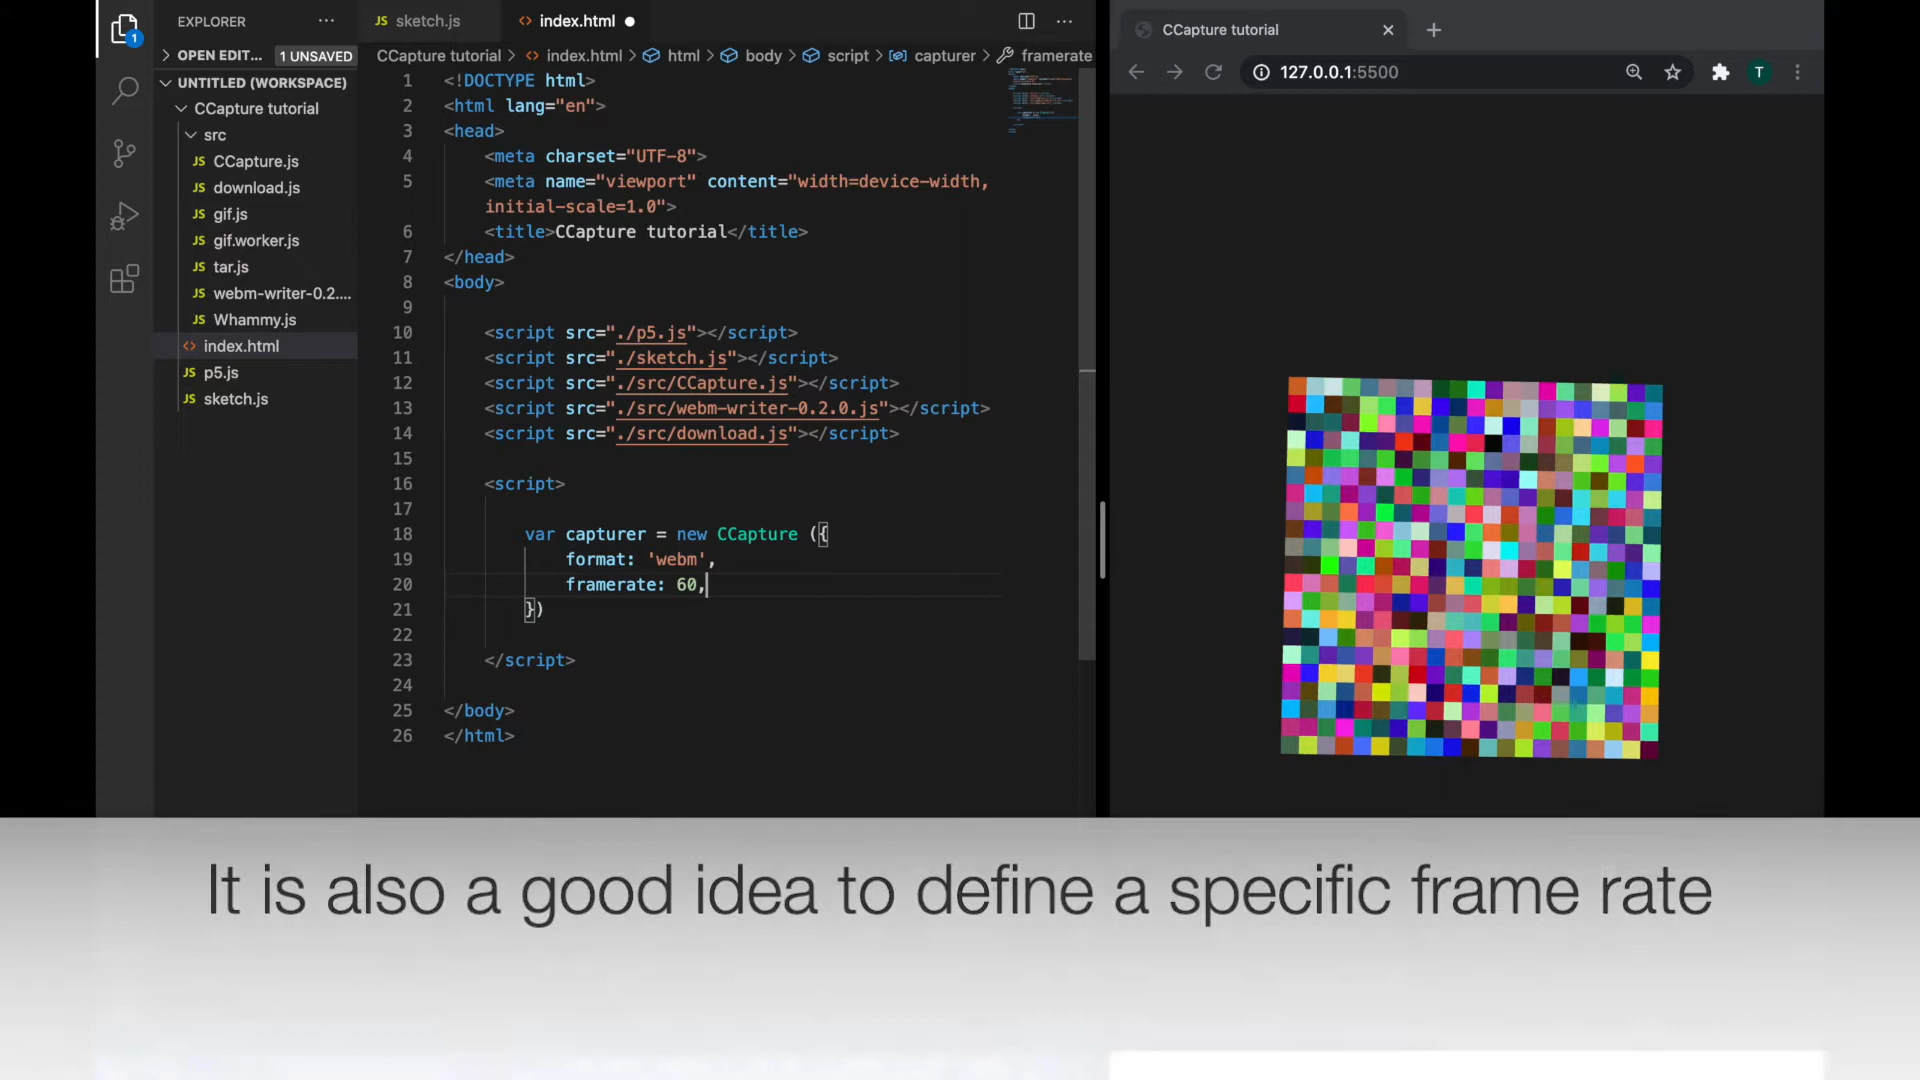 EXPLORER
1
OPEN EDIT... 1 UNSAVED
UNTITLED (WORKSPACE)
CCapture tutorial
src
JS CCapture.js
JS download.js
JS gif.js
JS gif.worker.js
JS tar.js
JS webm-writer-0.2....
JS Whammy.js
<> index.html
JS p5.js
JS sketch.js
JS sketch.js
<> index.html
CCapture tutorial > <> index.html > html > body > script > capturer > framerate
1 <!DOCTYPE html>
2 <html lang="en">
3 <head>
4 <meta charset="UTF-8">
5 <meta name="viewport" content="width=device-width,
initial-scale=1.0">
6 <title>CCapture tutorial</title>
7 </head>
8 <body>
9
10 <script src="./p5.js"></script>
11 <script src="./sketch.js"></script>
12 <script src="./src/CCapture.js"></script>
13 <script src="./src/webm-writer-0.2.0.js"></script>
14 <script src="./src/download.js"></script>
15
16 <script>
17
18 var capturer = new CCapture ({
19 format: 'webm',
20 framerate: 60,
21 })
22
23 </script>
24
25 </body>
26 </html>
CCapture tutorial
127.0.0.1:5500
T
It is also a good idea to define a specific frame rate